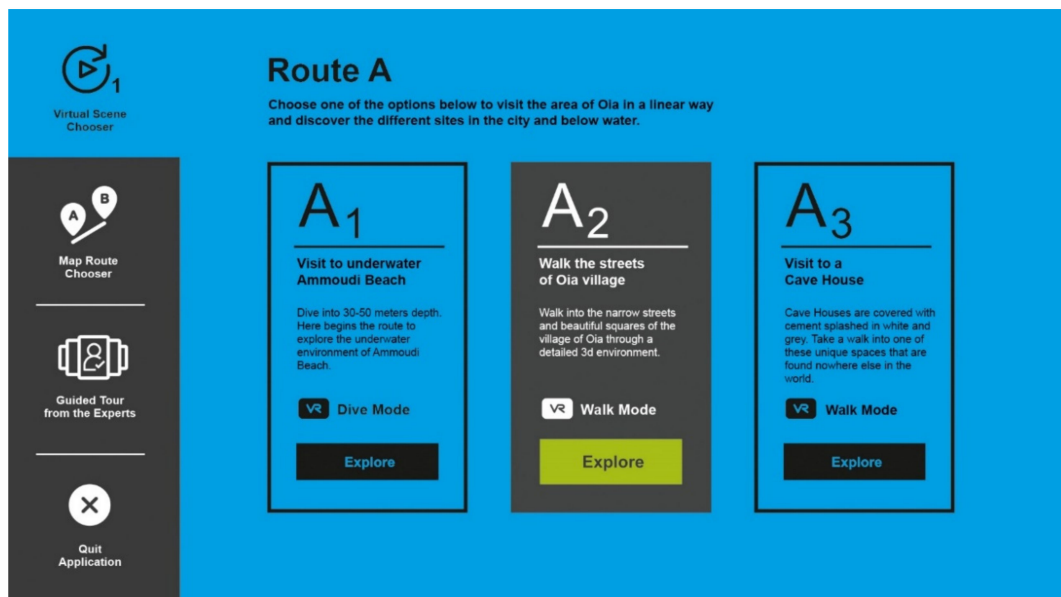 1
Virtual Scene
Chooser
A
B
Map Route
Chooser
Guided Tour
from the Experts
Quit
Application
Route A
Choose one of the options below to visit the area of Oia in a linear way
and discover the different sites in the city and below water.
A1
Visit to underwater
Ammoudi Beach
Dive into 30-50 meters depth.
Here begins the route to
explore the underwater
environment of Ammoudi
Beach.
VR Dive Mode
Explore
A2
Walk the streets
of Oia village
Walk into the narrow streets
and beautiful squares of the
village of Oia through a
detailed 3d environment.
VR Walk Mode
Explore
A3
Visit to a
Cave House
Cave Houses are covered with
cement splashed in white and
grey. Take a walk into one of
these unique spaces that are
found nowhere else in the
world.
VR Walk Mode
Explore